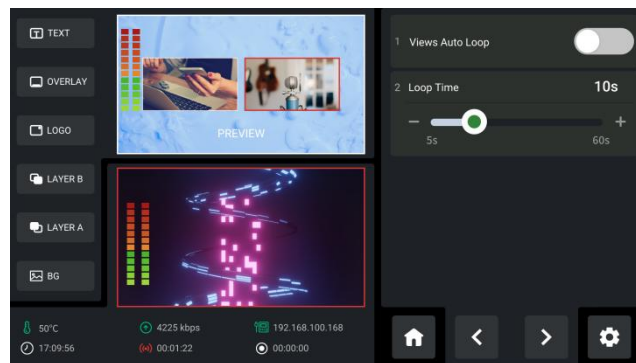 TEXT
OVERLAY
LOGO
LAYER B
LAYER A
BG
PREVIEW
50°C
4225 kbps
192.168.100.168
17:09:56
00:01:22
00:00:00
1 Views Auto Loop
2 Loop Time 10s
− +
5s 60s